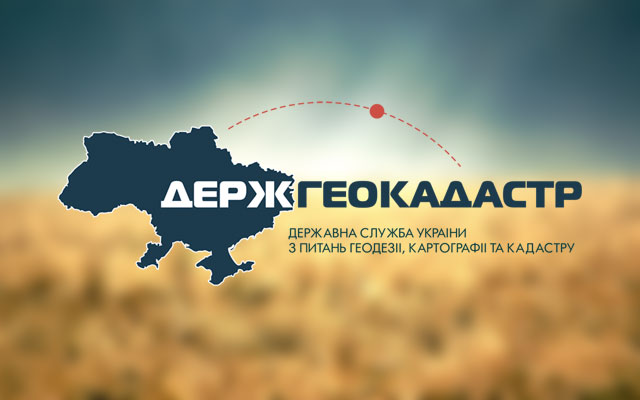 ДЕРЖГЕОКАДАСТР
ДЕРЖАВНА СЛУЖБА УКРАЇНИ
З ПИТАНЬ ГЕОДЕЗІЇ, КАРТОГРАФІЇ ТА КАДАСТРУ